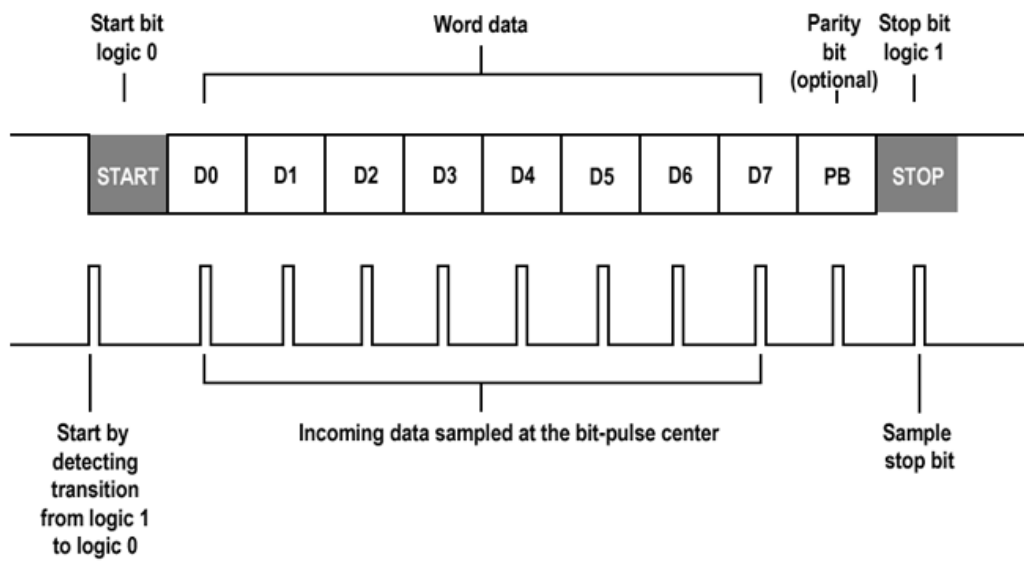 Start bit
logic 0
Word data
Parity
bit
(optional)
Stop bit
logic 1
START
D0
D1
D2
D3
D4
D5
D6
D7
PB
STOP
Start by
detecting
transition
from logic 1
to logic 0
Incoming data sampled at the bit-pulse center
Sample
stop bit